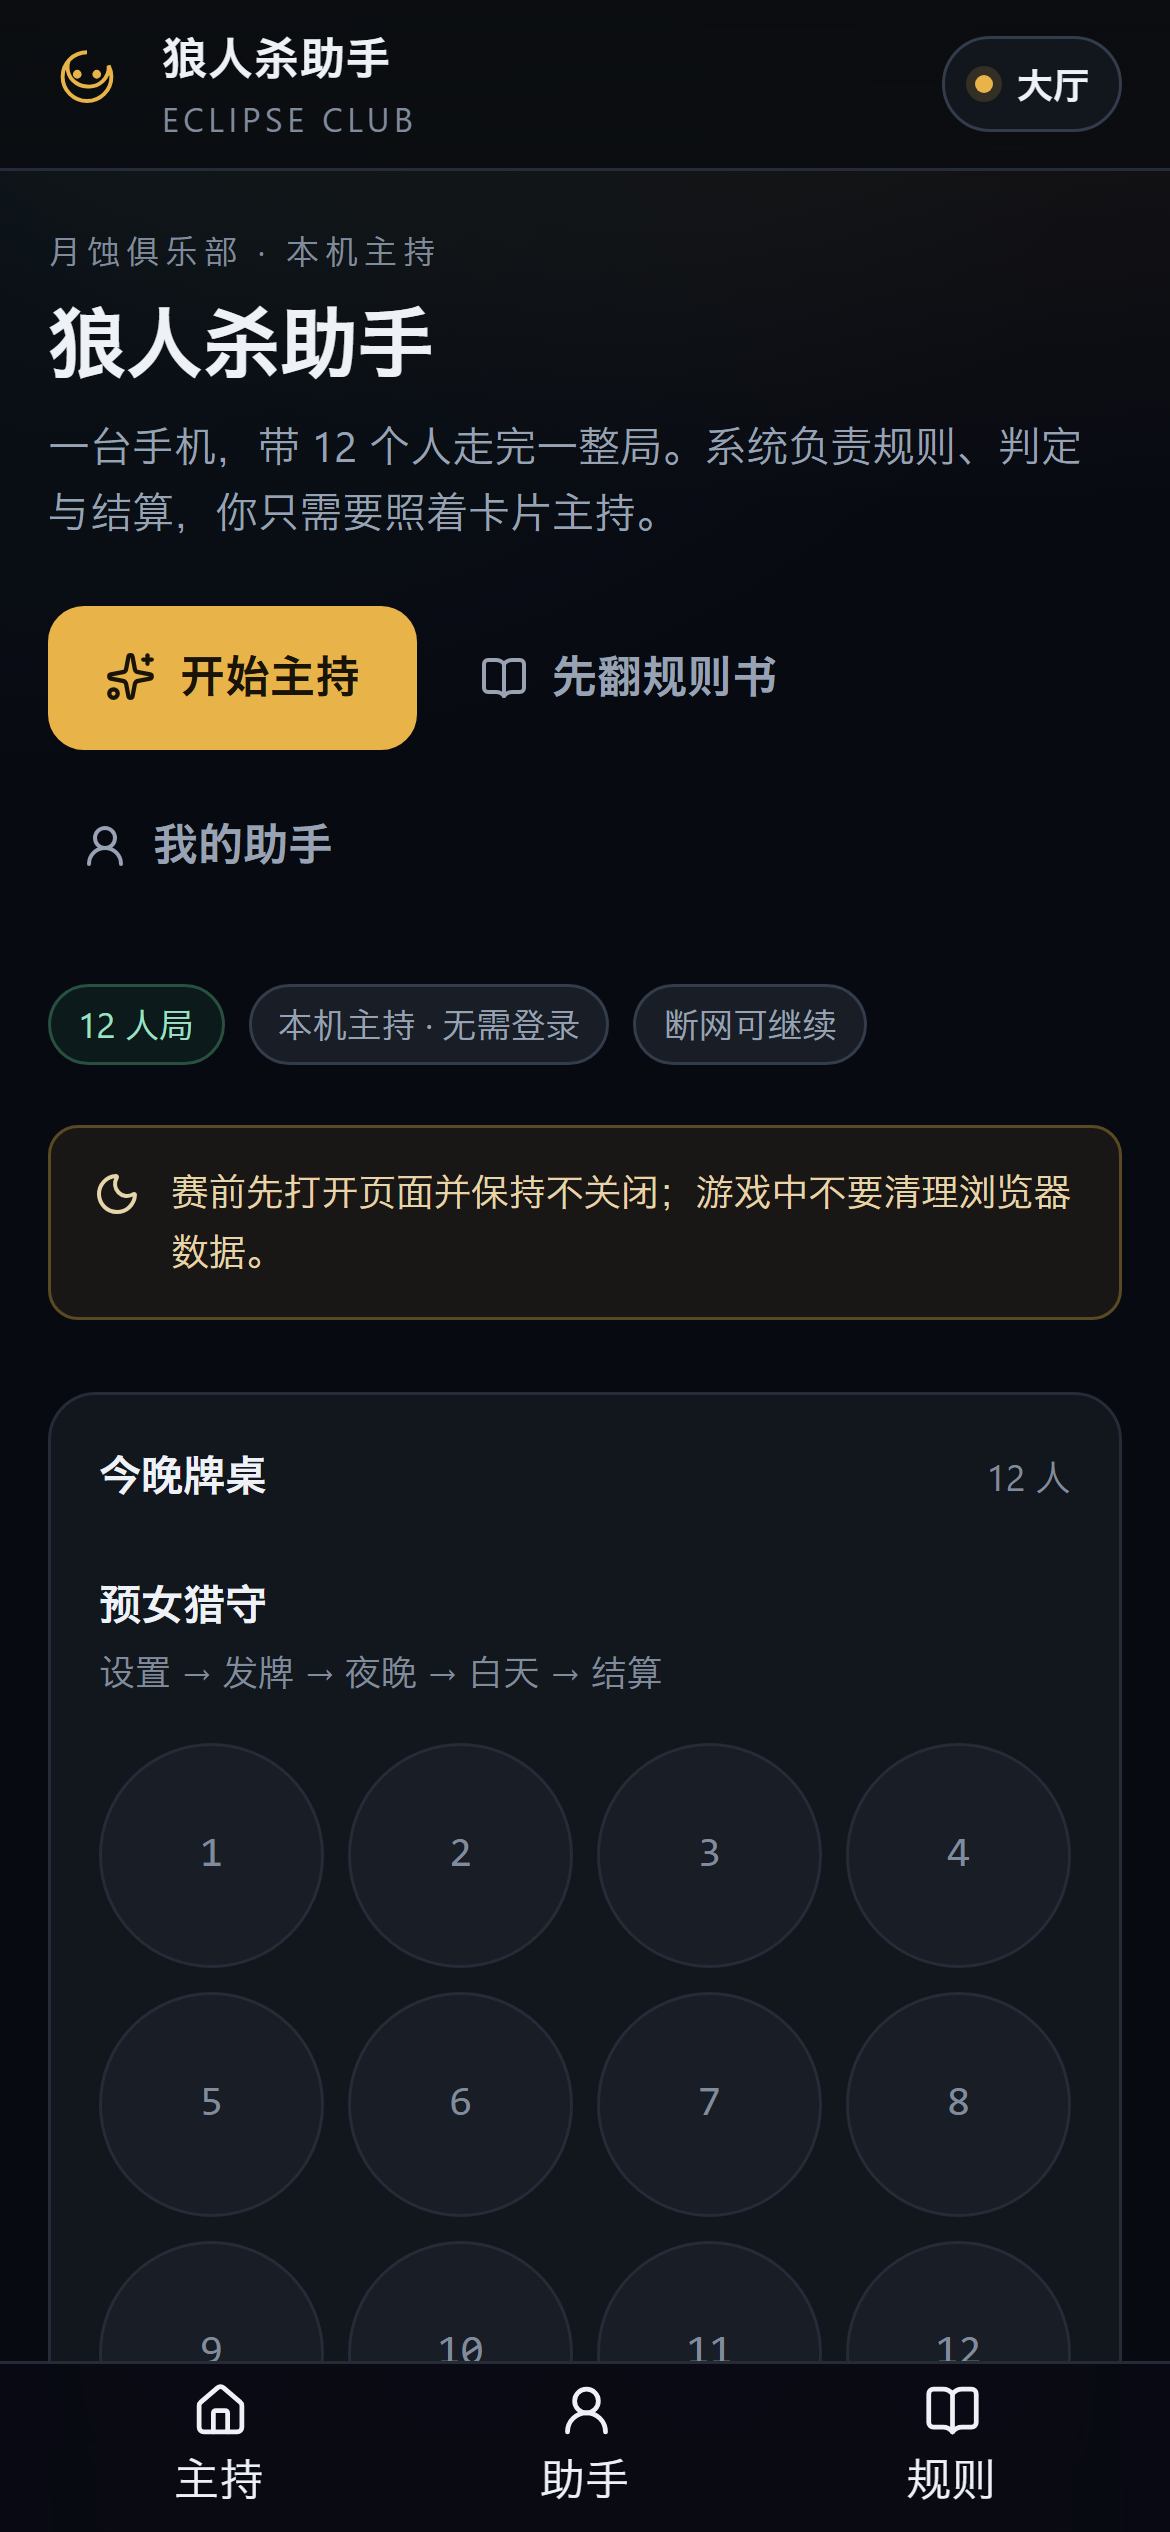 狼人杀助手
ECLIPSE CLUB
大厅
月蚀俱乐部 · 本机主持
狼人杀助手
一台手机，带 12 个人走完一整局。系统负责规则、判定
与结算，你只需要照着卡片主持。
开始主持
先翻规则书
我的助手
12 人局
本机主持 · 无需登录
断网可继续
赛前先打开页面并保持不关闭；游戏中不要清理浏览器
数据。
今晚牌桌
12 人
预女猎守
设置 → 发牌 → 夜晚 → 白天 → 结算
1
2
3
4
5
6
7
8
9
10
11
12
主持
助手
规则